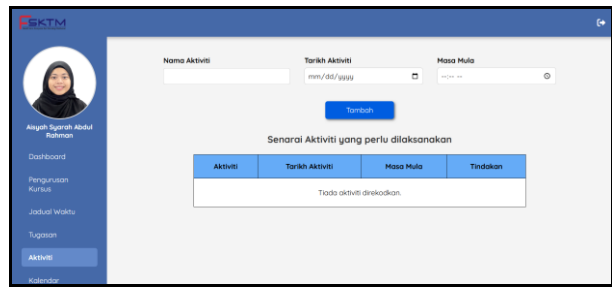 FSKTM
Nama Aktiviti
Tarikh Aktiviti
Masa Mula
mm/dd/yyyy
--:-- --
Tambah
Senarai Aktiviti yang perlu dilaksanakan
Aktiviti
Tarikh Aktiviti
Masa Mula
Tindakan
Tiada aktiviti direkodkan.
Aisyah Syarah Abdul
Rahman
Dashboard
Pengurusan
Kursus
Jadual Waktu
Tugasan
Aktiviti
Kalendar